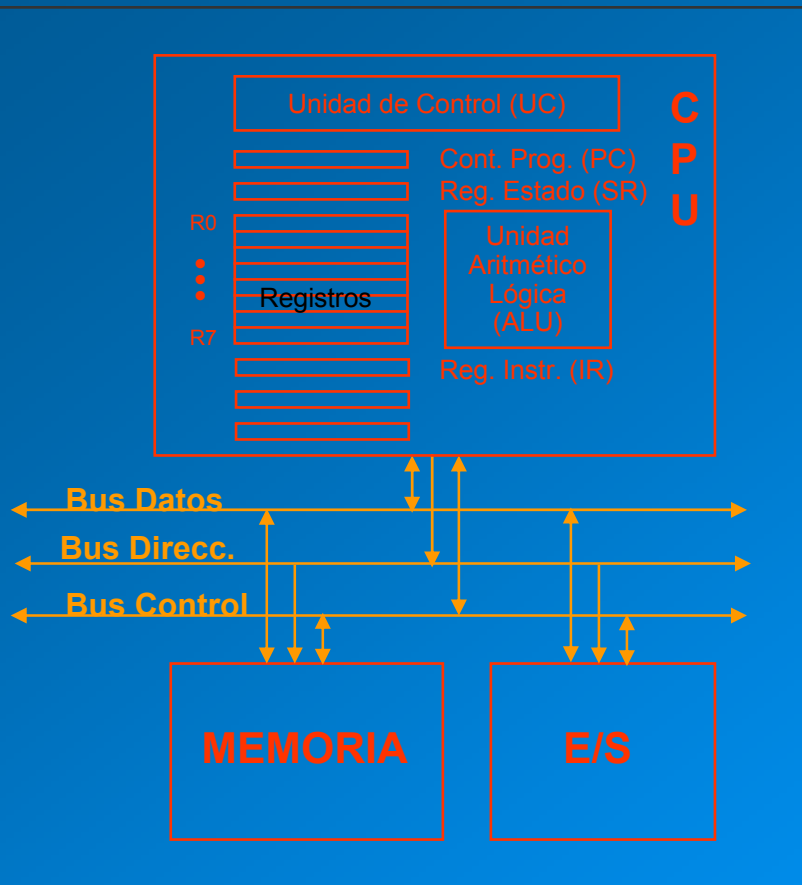 Unidad de Control (UC)
C
P
U
Cont. Prog. (PC)
Reg. Estado (SR)
R0
Unidad
Aritmético
Lógica
(ALU)
Registros
R7
Reg. Instr. (IR)
Bus Datos
Bus Direcc.
Bus Control
MEMORIA
E/S